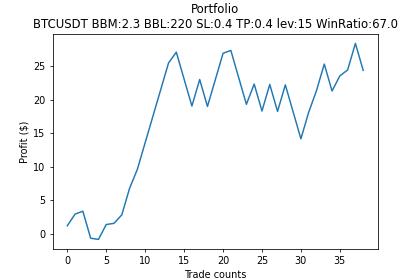 Portfolio
BTCUSDT BBM:2.3 BBL:220 SL:0.4 TP:0.4 lev:15 WinRatio:67.0
25
20
15
10
5
0
Profit ($)
0 5 10 15 20 25 30 35
Trade counts